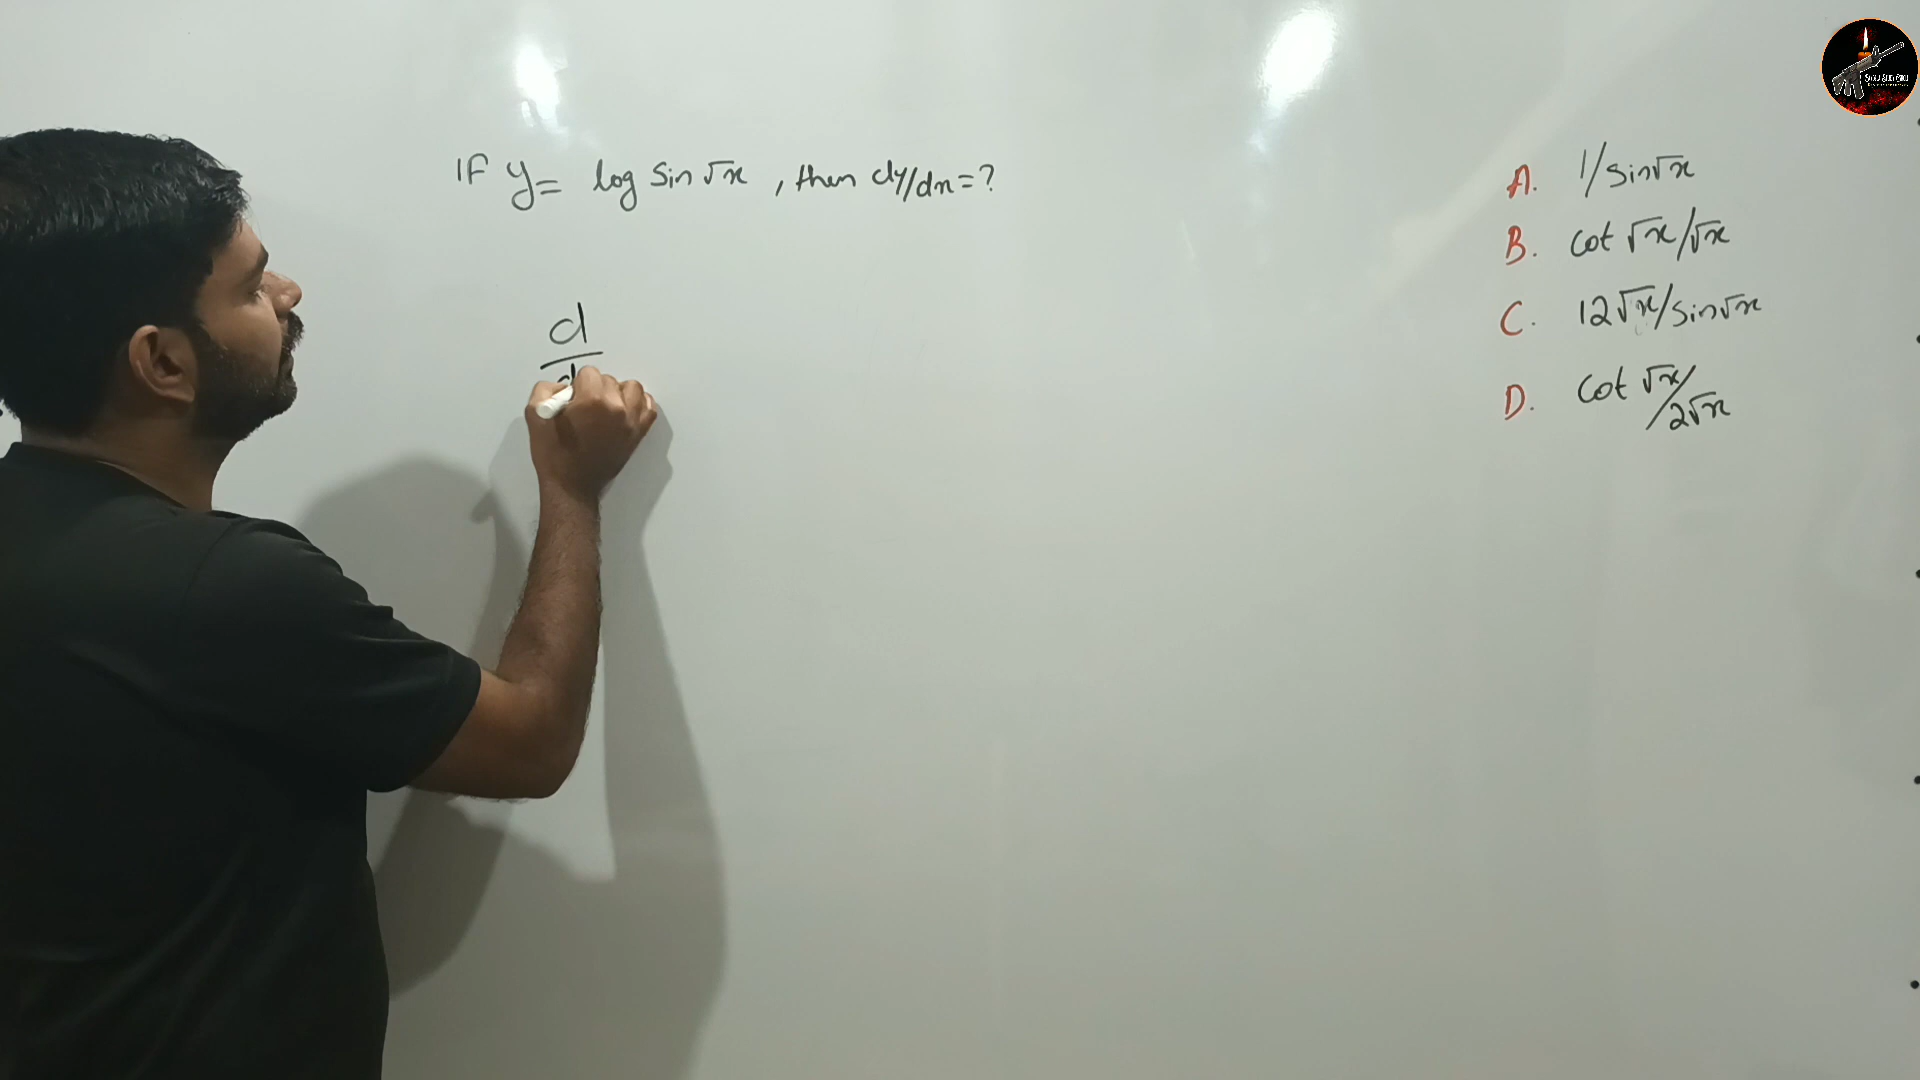 IF y= log sin √x , then dy/dx=?
d
d
A. 1/sin√x
B. cot √x/√x
C. 12√x/sin√x
D. cot √x/2√x